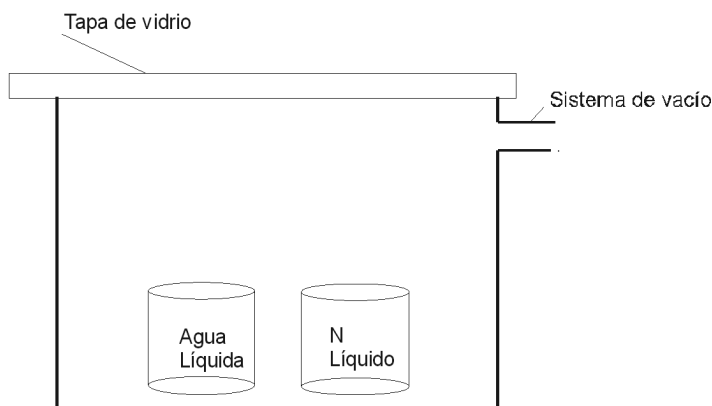 Tapa de vidrio
Sistema de vacío
Agua
Líquida
N
Líquido